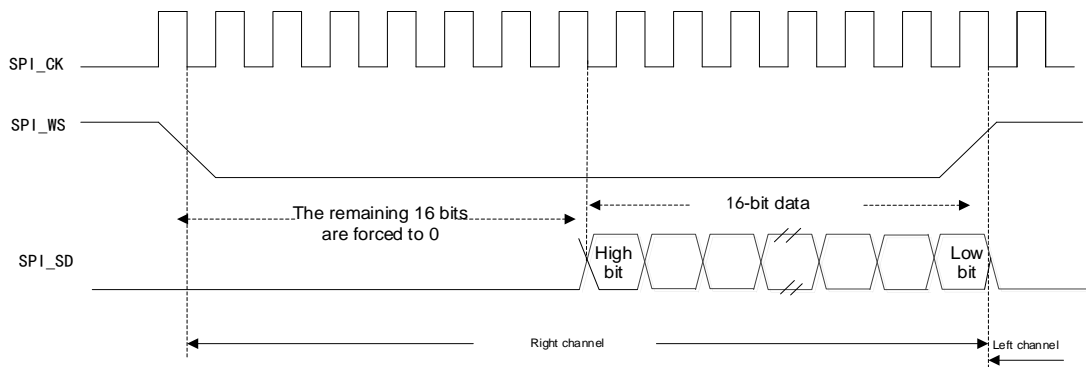 SPI_CK
SPI_WS
The remaining 16 bits
are forced to 0
16-bit data
SPI_SD
High
bit
Low
bit
Right channel
Left channel